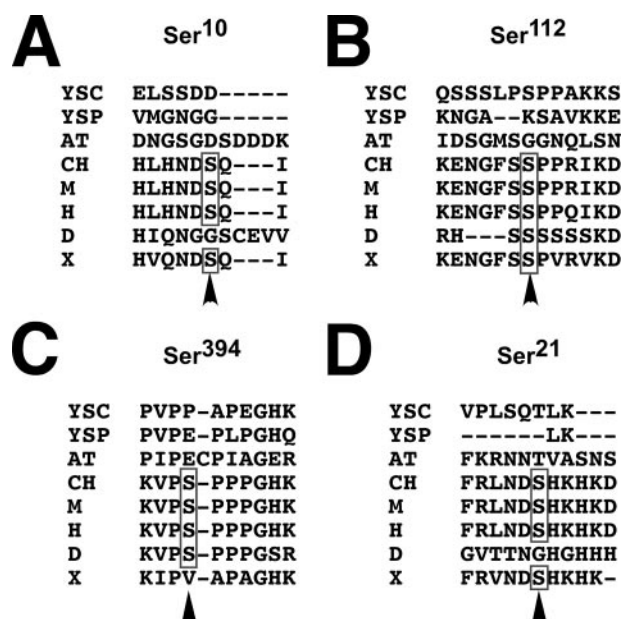 A Ser10
YSC ELSSDD-----
YSP VMGNGG-----
AT DNGSGDSDDDK
CH HLHNDSQ---I
M HLHNDSQ---I
H HLHNDSQ---I
D HIQNGGSCEVV
X HVQNDSQ---I
B Ser112
YSC QSSSLPSPPAKKS
YSP KNGA--KSAVKKE
AT IDSGMSGGNQLSN
CH KENGFSSPPRIKD
M KENGFSSPPRIKD
H KENGFSSPPQIKD
D RH---SSSSSSKD
X KENGFSSPVRVKD
C Ser394
YSC PVPP-APEGHK
YSP PVPE-PLPGHQ
AT PIPECPIAGER
CH KVPS-PPPGHK
M KVPS-PPPGHK
H KVPS-PPPGHK
D KVPS-PPPGSR
X KIPV-APAGHK
D Ser21
YSC VPLSQTLK---
YSP ------LK---
AT FKRNNTVASNS
CH FRLNDSHKHKD
M FRLNDSHKHKD
H FRLNDSHKHKD
D GVTTNGHGHHH
X FRVNDSHKHK-